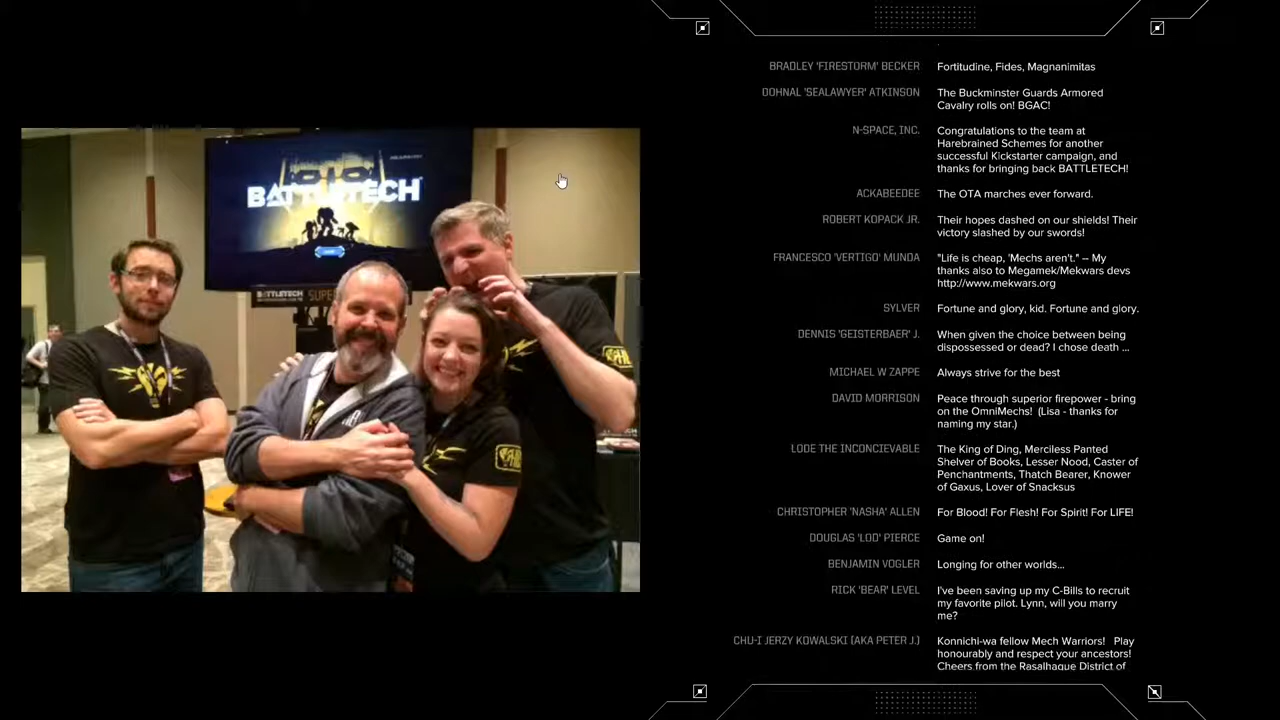 BATTLETECH
BATTLETECH
SUPE
BRADLEY 'FIRESTORM' BECKER Fortitudine, Fides, Magnanimitas
DOHNAL 'SEALAWYER' ATKINSON The Buckminster Guards Armored
Cavalry rolls on! BGAC!
N-SPACE, INC. Congratulations to the team at
Harebrained Schemes for another
successful Kickstarter campaign, and
thanks for bringing back BATTLETECH!
ACKABEEDEE The OTA marches ever forward.
ROBERT KOPACK JR. Their hopes dashed on our shields! Their
victory slashed by our swords!
FRANCESCO 'VERTIGO' MUNDA "Life is cheap, 'Mechs aren't." -- My
thanks also to Megamek/Mekwars devs
http://www.mekwars.org
SYLVER Fortune and glory, kid. Fortune and glory.
DENNIS 'GEISTERBAER' J. When given the choice between being
dispossessed or dead? I chose death ...
MICHAEL W ZAPPE Always strive for the best
DAVID MORRISON Peace through superior firepower - bring
on the OmniMechs! (Lisa - thanks for
naming my star.)
LODE THE INCONCIEVABLE The King of Ding, Merciless Panted
Shelver of Books, Lesser Nood, Caster of
Penchantments, Thatch Bearer, Knower
of Gaxus, Lover of Snacksus
CHRISTOPHER 'NASHA' ALLEN For Blood! For Flesh! For Spirit! For LIFE!
DOUGLAS 'LOD' PIERCE Game on!
BENJAMIN VOGLER Longing for other worlds...
RICK 'BEAR' LEVEL I've been saving up my C-Bills to recruit
my favorite pilot. Lynn, will you marry
me?
CHU-I JERZY KOWALSKI (AKA PETER J.) Konnichi-wa fellow Mech Warriors! Play
honourably and respect your ancestors!
Cheers from the Rasalhague District of